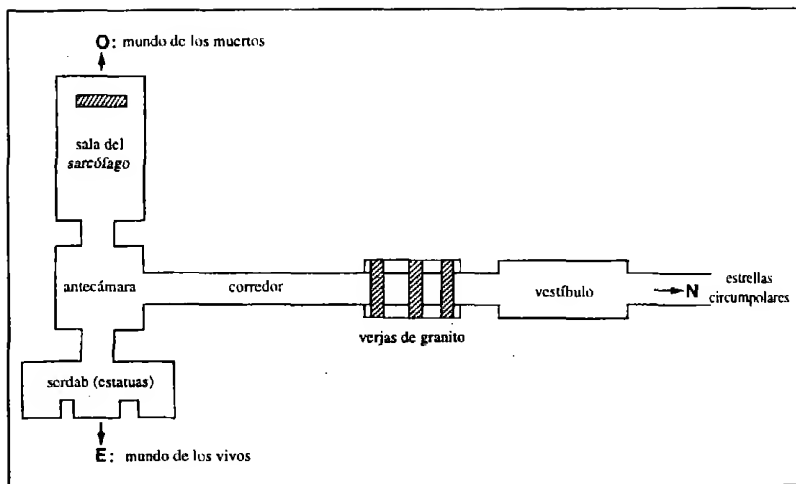 O: mundo de los muertos
sala del
sarcófago
antecámara
corredor
verjas de granito
vestíbulo
N
estrellas
circumpolares
serdab (estatuas)
E: mundo de los vivos